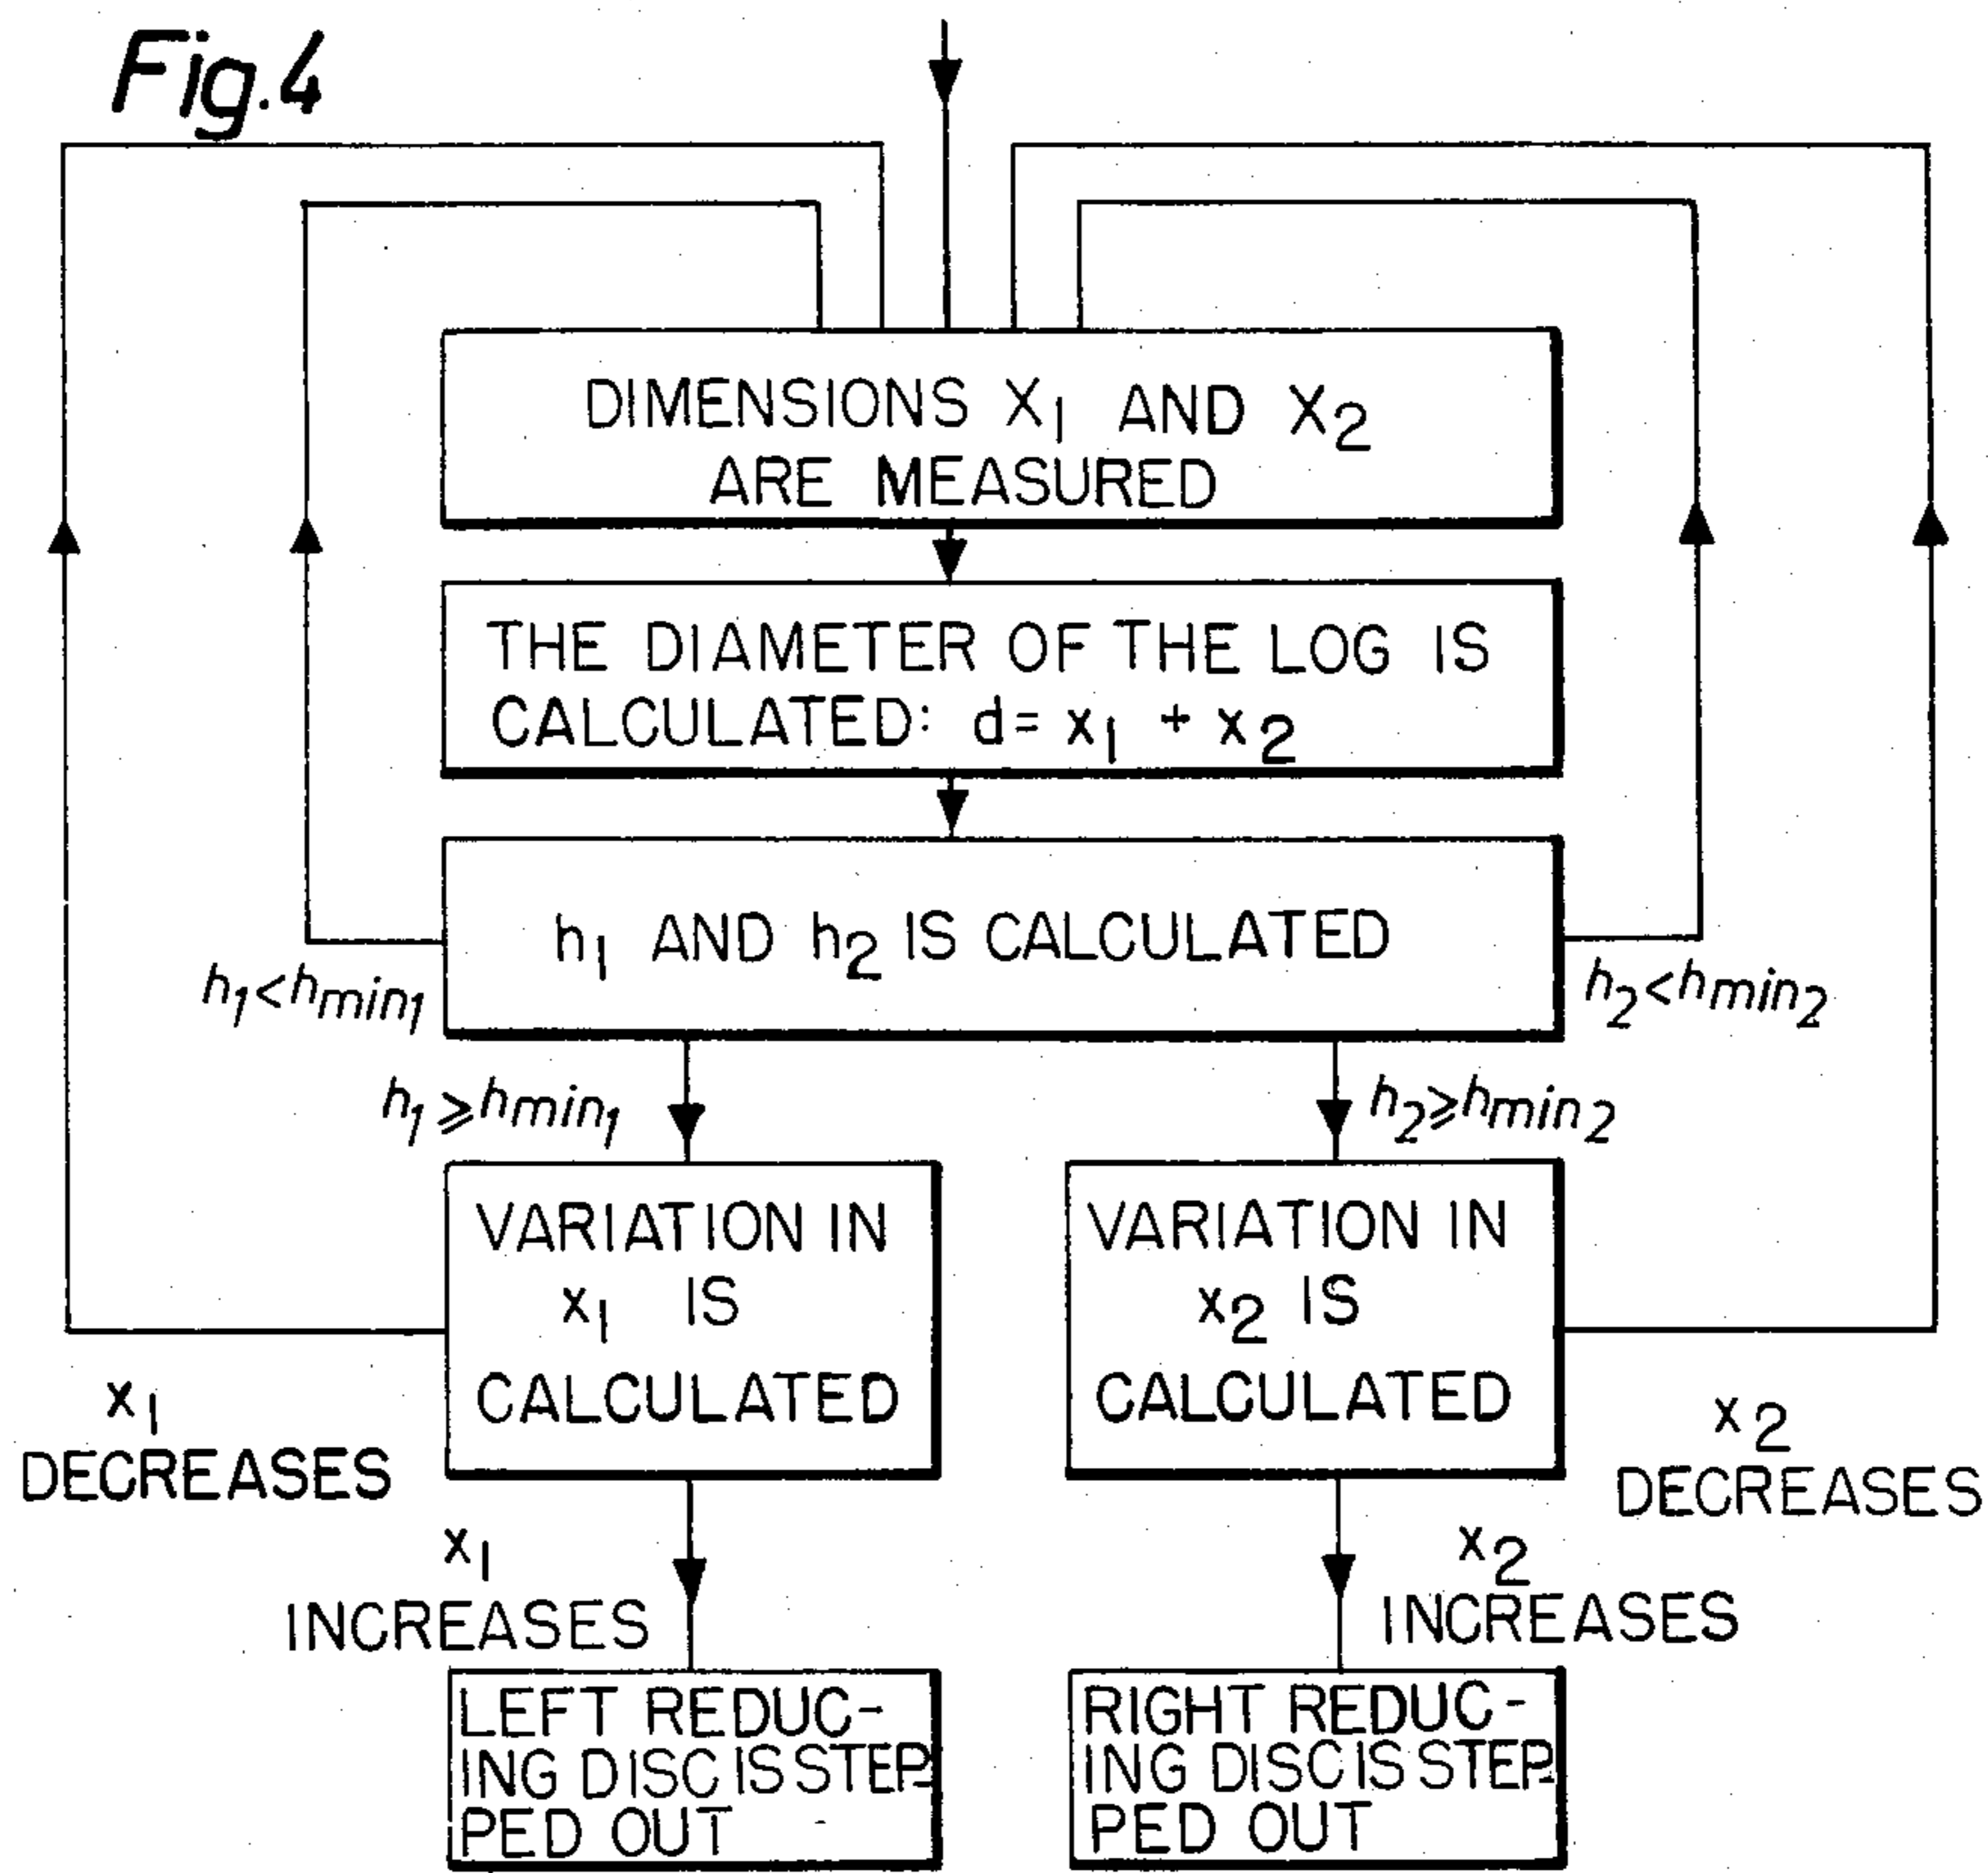 Fig.4
DIMENSIONS X₁ AND X₂
ARE MEASURED
THE DIAMETER OF THE LOG IS
CALCULATED: d = x₁ + x₂
h₁ AND h₂ IS CALCULATED
h₁ < hmin₁
h₂ < hmin₂
h₁ ⩾ hmin₁
h₂ ⩾ hmin₂
VARIATION IN
x₁ IS
CALCULATED
VARIATION IN
x₂ IS
CALCULATED
x₁
DECREASES
x₂
DECREASES
x₁
INCREASES
x₂
INCREASES
LEFT REDUC-
ING DISC IS STEP-
PED OUT
RIGHT REDUC-
ING DISC IS STEP-
PED OUT